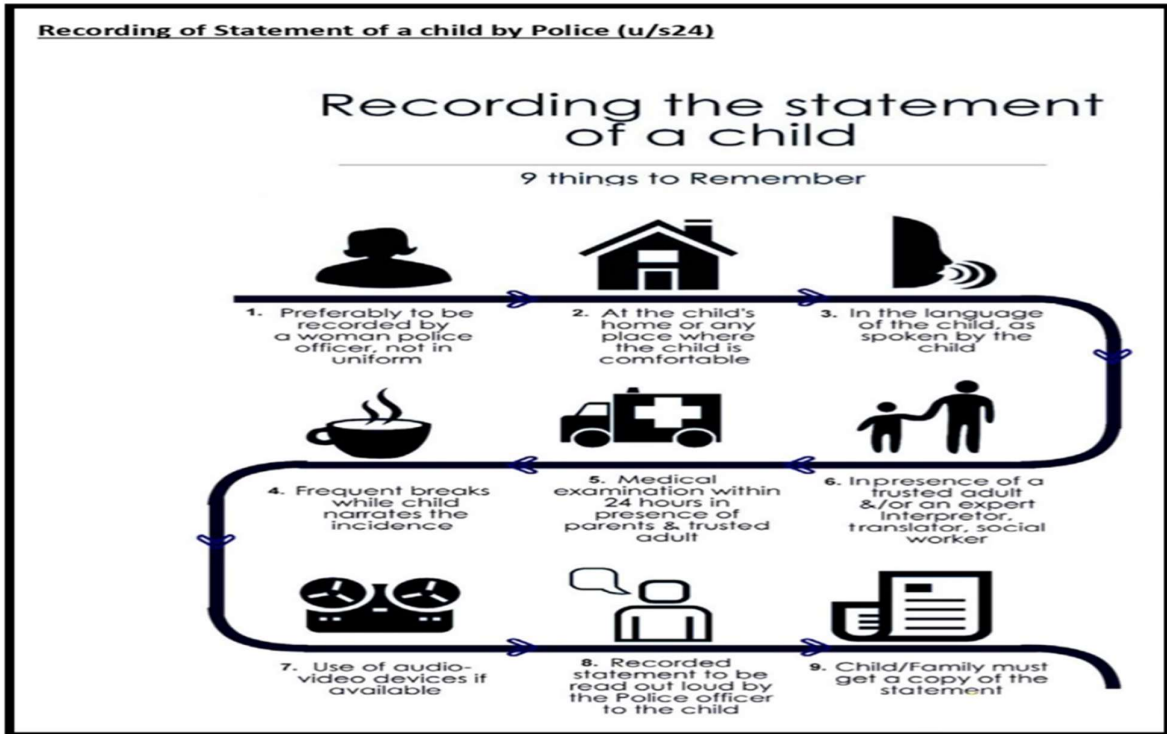 Recording of Statement of a child by Police (u/s24)
Recording the statement
of a child
9 things to Remember
1. Preferably to be
recorded by
a woman police
officer, not in
uniform
2. At the child's
home or any
place where
the child is
comfortable
3. In the language
of the child, as
spoken by the
child
4. Frequent breaks
while child
narrates the
incidence
5. Medical
examination within
24 hours in
presence of
parents & trusted
adult
6. Inpresence of a
trusted adult
&/or an expert
Interpretor,
translator, social
worker
7. Use of audio-
video devices if
available
8. Recorded
statement to be
read out loud by
the Police officer
to the child
9. Child/Family must
get a copy of the
statement